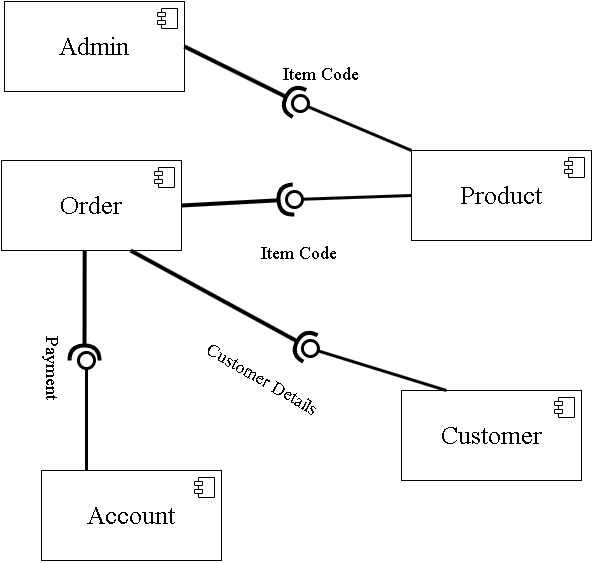 Admin
Item Code
Order
Product
Item Code
Payment
Customer Details
Customer
Account